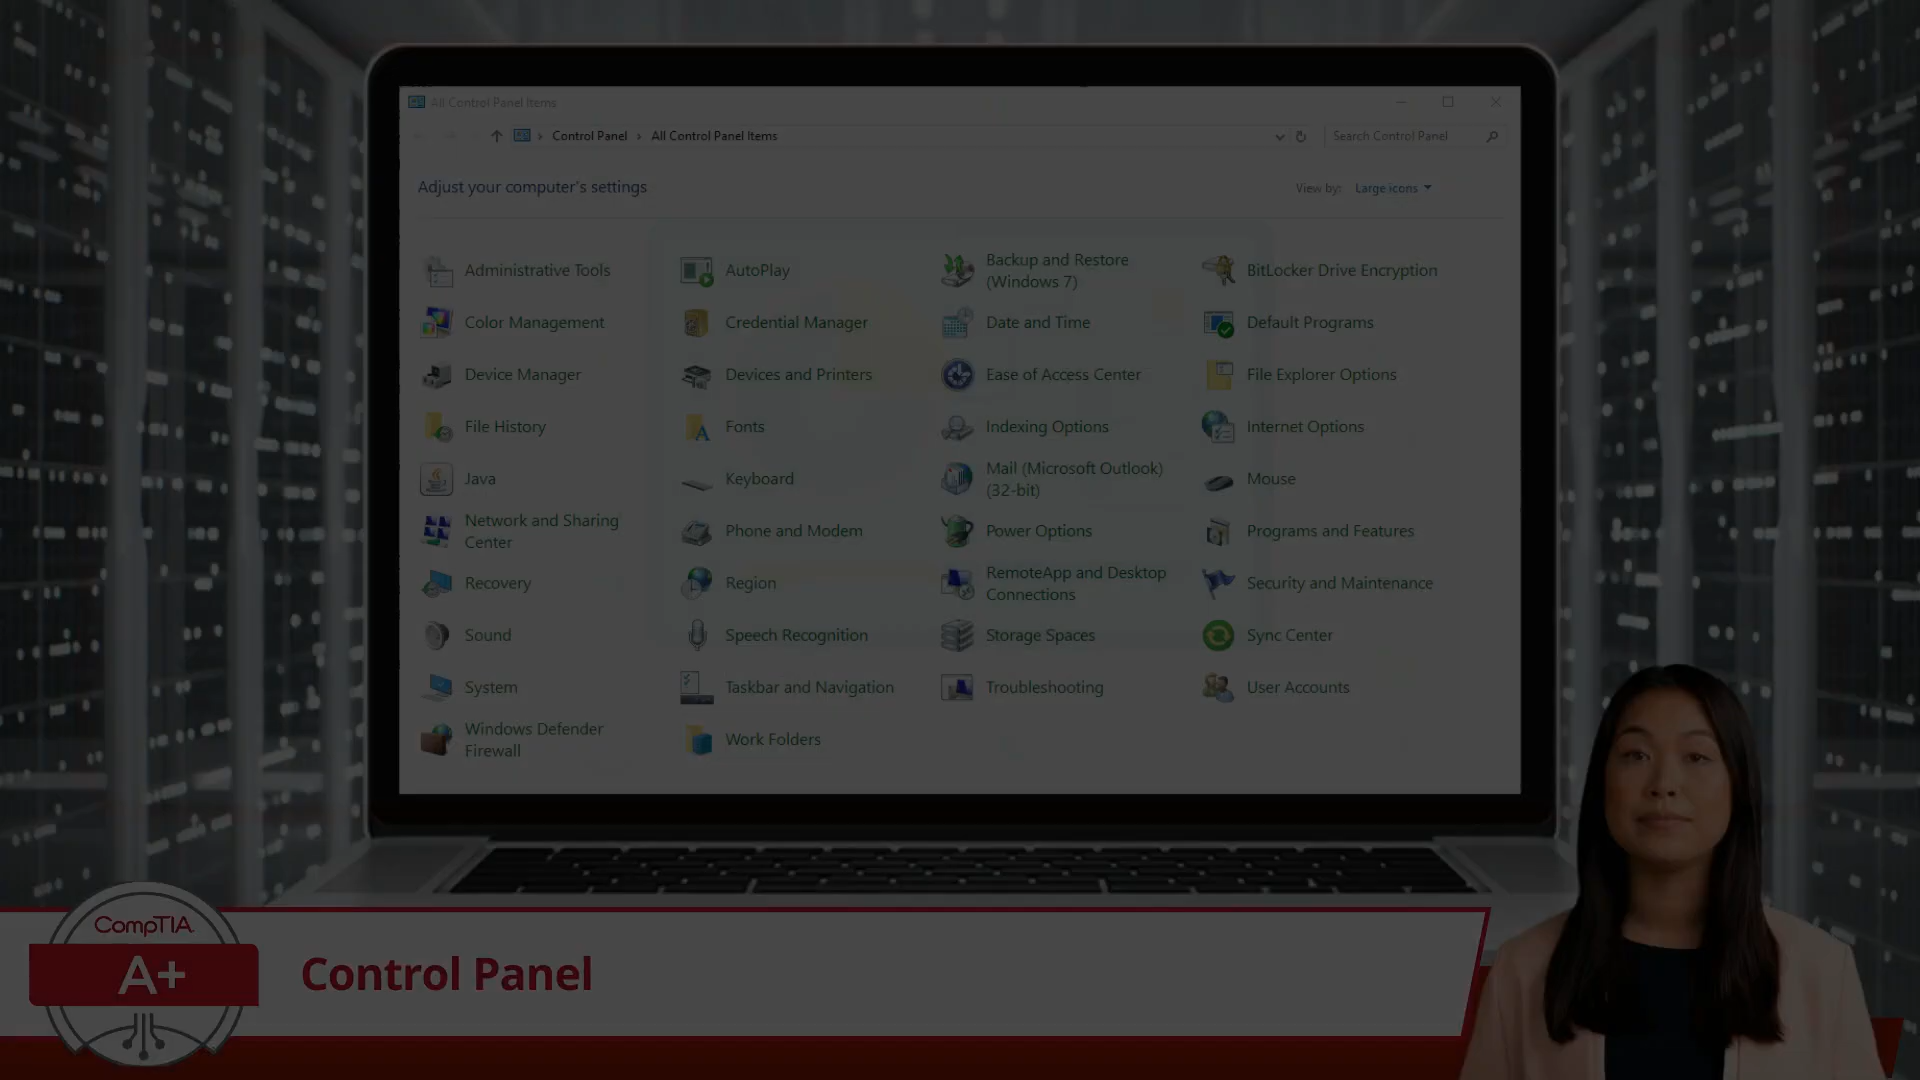 All Control Panel Items
Control Panel › All Control Panel Items
Search Control Panel
Adjust your computer's settings
View by: Large icons
Administrative Tools
AutoPlay
Backup and Restore
(Windows 7)
BitLocker Drive Encryption
Color Management
Credential Manager
Date and Time
Default Programs
Device Manager
Devices and Printers
Ease of Access Center
File Explorer Options
File History
Fonts
Indexing Options
Internet Options
Java
Keyboard
Mail (Microsoft Outlook)
(32-bit)
Mouse
Network and Sharing
Center
Phone and Modem
Power Options
Programs and Features
Recovery
Region
RemoteApp and Desktop
Connections
Security and Maintenance
Sound
Speech Recognition
Storage Spaces
Sync Center
System
Taskbar and Navigation
Troubleshooting
User Accounts
Windows Defender
Firewall
Work Folders
CompTIA
A+
Control Panel